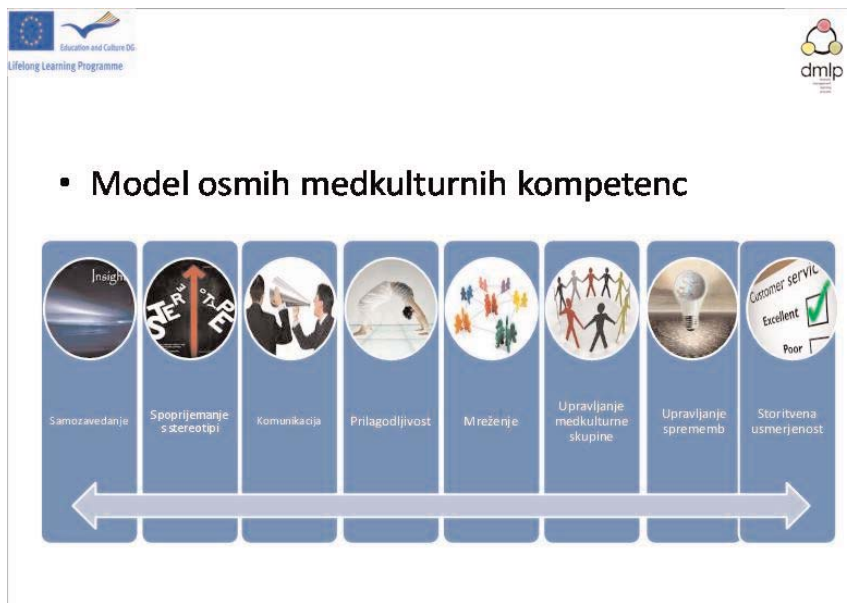 Education and Culture DG
Lifelong Learning Programme
dmlp
• Model osmih medkulturnih kompetenc
Insigh
STEREOTYPE
Customer servic
Excellent
Poor
Samozavedanje
Spoprijemanje
s stereotipi
Komunikacija
Prilagodljivost
Mreženje
Upravljanje
medkulturne
skupine
Upravljanje
sprememb
Storitvena
usmerjenost